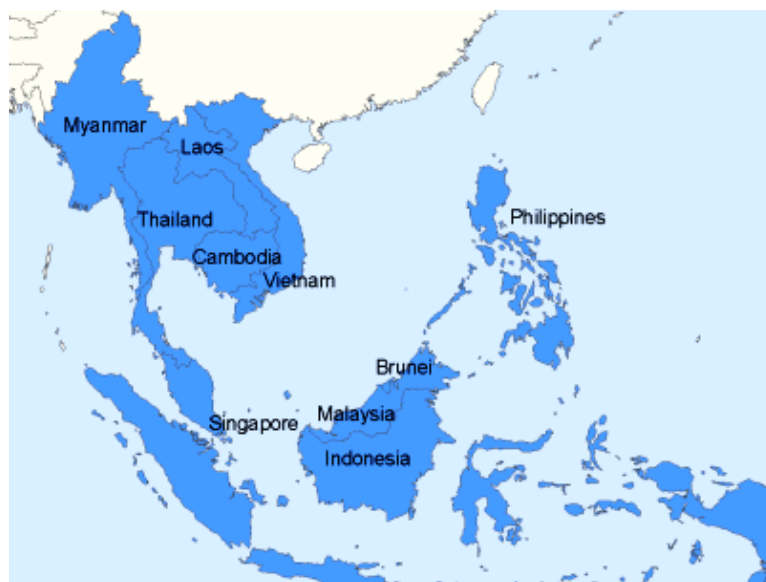 Myanmar
Laos
Thailand
Philippines
Cambodia
Vietnam
Brunei
Malaysia
Singapore
Indonesia